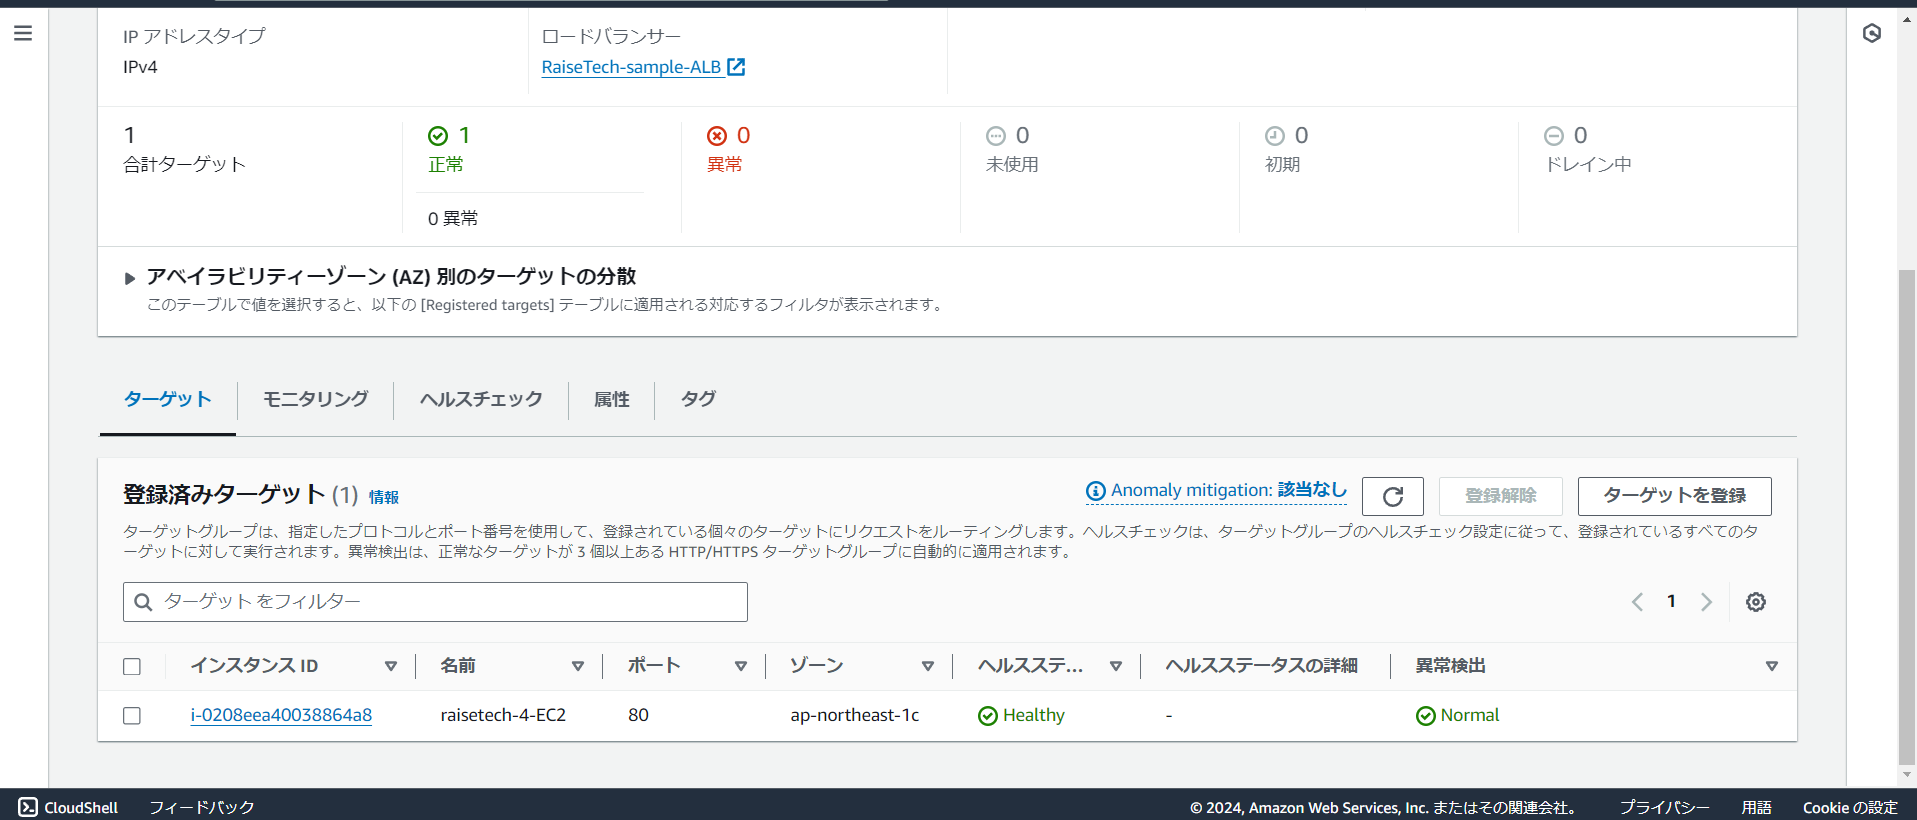 IP アドレスタイプ
IPv4
ロードバランサー
RaiseTech-sample-ALB
1
合計ターゲット
1
正常
0 異常
0
異常
0
未使用
0
初期
0
ドレイン中
アベイラビリティーゾーン (AZ) 別のターゲットの分散
このテーブルで値を選択すると、以下の [Registered targets] テーブルに適用される対応するフィルタが表示されます。
ターゲット モニタリング ヘルスチェック 属性 タグ
登録済みターゲット (1) 情報
Anomaly mitigation: 該当なし
登録解除
ターゲットを登録
ターゲットグループは、指定したプロトコルとポート番号を使用して、登録されている個々のターゲットにリクエストをルーティングします。ヘルスチェックは、ターゲットグループのヘルスチェック設定に従って、登録されているすべてのタ
ーゲットに対して実行されます。異常検出は、正常なターゲットが 3 個以上ある HTTP/HTTPS ターゲットグループに自動的に適用されます。
ターゲット をフィルター
1
インスタンス ID 名前 ポート ゾーン ヘルスステ... ヘルスステータスの詳細 異常検出
i-0208eea40038864a8 raisetech-4-EC2 80 ap-northeast-1c Healthy - Normal
CloudShell フィードバック © 2024, Amazon Web Services, Inc. またはその関連会社。 プライバシー 用語 Cookie の設定